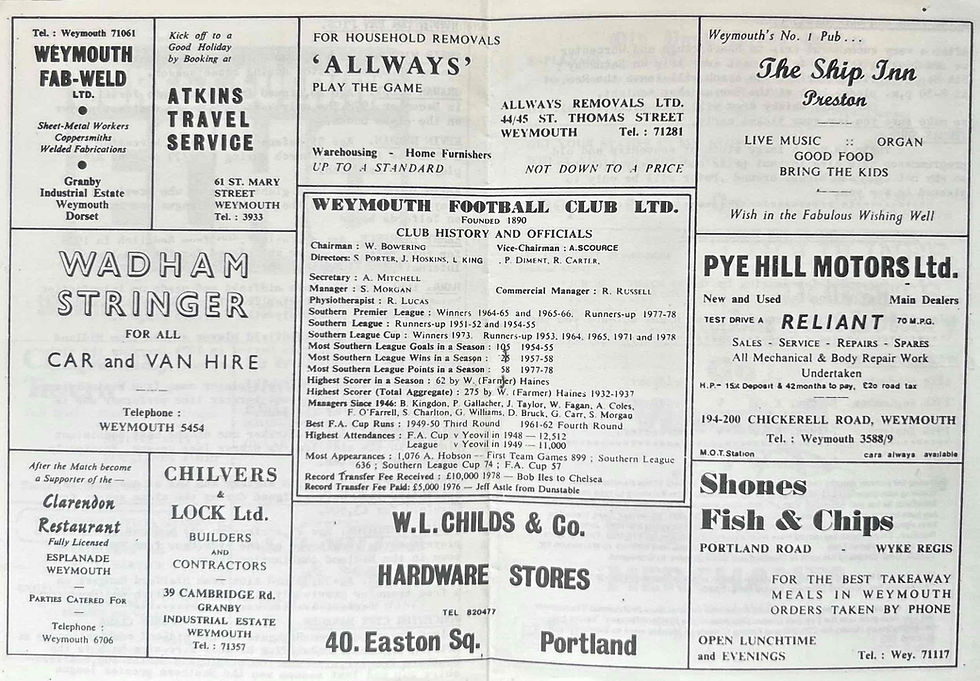 Tel. : Weymouth 71061
WEYMOUTH
FAB-WELD
LTD.
Sheet-Metal Workers
Coppersmiths
Welded Fabrications
Granby
Industrial Estate
Weymouth
Dorset
Kick off to a
Good Holiday
by Booking at
ATKINS
TRAVEL
SERVICE
61 ST. MARY
STREET
WEYMOUTH
Tel. : 3933
FOR HOUSEHOLD REMOVALS
'ALLWAYS'
PLAY THE GAME
ALLWAYS REMOVALS LTD.
44/45 ST. THOMAS STREET
WEYMOUTH Tel. : 71281
Warehousing - Home Furnishers
UP TO A STANDARD NOT DOWN TO A PRICE
Weymouth's No. 1 Pub . . .
The Ship Inn
Preston
LIVE MUSIC :: ORGAN
GOOD FOOD
BRING THE KIDS
Wish in the Fabulous Wishing Well
WADHAM
STRINGER
FOR ALL
CAR and VAN HIRE
Telephone :
WEYMOUTH 5454
WEYMOUTH FOOTBALL CLUB LTD.
FOUNDED 1890
CLUB HISTORY AND OFFICIALS
Chairman : W. BOWERING Vice-Chairman : A.SCOURCE
Directors: S. PORTER, J. HOSKINS, L. KING , P. DIMENT, R. CARTER.
Secretary : A. MITCHELL
Manager : S. MORGAN Commercial Manager : R. RUSSELL
Physiotherapist : R. LUCAS
Southern Premier League : Winners 1964-65 and 1965-66. Runners-up 1977-78
Southern League : Runners-up 1951-52 and 1954-55
Southern League Cup : Winners 1973. Runners-up 1953, 1964, 1965, 1971 and 1978
Most Southern League Goals in a Season : 105 1954-55
Most Southern League Wins in a Season : 1957-58
Most Southern League Points in a Season : 58 1977-78
Highest Scorer in a Season : 62 by W. (Farmer) Haines
Highest Scorer (Total Aggregate) : 275 by W. (Farmer) Haines 1932-1937
Managers Since 1946: B. Kingdon, P. Gallacher, J. Taylor, W. Fagan, A. Coles,
F. O'Farrell, S. Charlton, G. Williams, D. Bruck, G. Carr, S. Morgan
Best F.A. Cup Runs : 1949-50 Third Round 1961-62 Fourth Round
Highest Attendances : F.A. Cup v Yeovil in 1948 — 12,512
League v Yeovil in 1949 — 11,000
Most Appearances : 1,076 A. Hobson — First Team Games 899 ; Southern League
636 ; Southern League Cup 74 ; F.A. Cup 57
Record Transfer Fee Received : £10,000 1978 — Bob Iles to Chelsea
Record Transfer Fee Paid: £5,000 1976 — Jeff Astle from Dunstable
PYE HILL MOTORS Ltd.
New and Used Main Dealers
TEST DRIVE A RELIANT 70 M.P.G.
SALES - SERVICE - REPAIRS - SPARES
All Mechanical & Body Repair Work
Undertaken
H.P.- 15% Deposit & 42months to pay, £20 road tax
194-200 CHICKERELL ROAD, WEYMOUTH
Tel. : Weymouth 3588/9
M.O.T.Station cars always available
After the Match become
a Supporter of the —
Clarendon
Restaurant
Fully Licensed
ESPLANADE
WEYMOUTH
PARTIES CATERED FOR
Telephone :
Weymouth 6706
CHILVERS
&
LOCK Ltd.
BUILDERS
AND
CONTRACTORS
39 CAMBRIDGE Rd.
GRANBY
INDUSTRIAL ESTATE
WEYMOUTH
Tel. : 71357
W.L. CHILDS & Co.
HARDWARE STORES
TEL 820477
40. Easton Sq. Portland
Shones
Fish & Chips
PORTLAND ROAD - WYKE REGIS
FOR THE BEST TAKEAWAY
MEALS IN WEYMOUTH
ORDERS TAKEN BY PHONE
OPEN LUNCHTIME
and EVENINGS Tel. : Wey. 71117